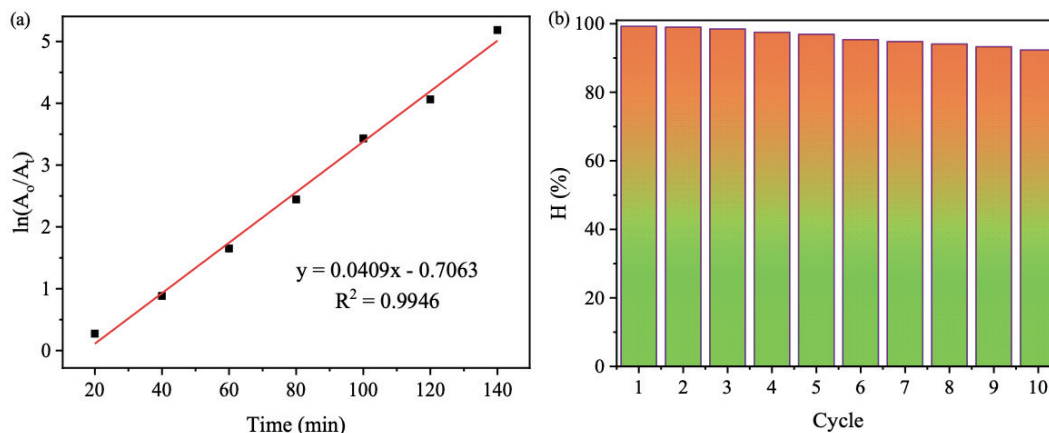 (a)
5
4
3
2
1
0
ln(A₀/Aₜ)
y = 0.0409x - 0.7063
R² = 0.9946
20 40 60 80 100 120 140
Time (min)
(b)
100
80
60
40
20
0
H (%)
1 2 3 4 5 6 7 8 9 10
Cycle